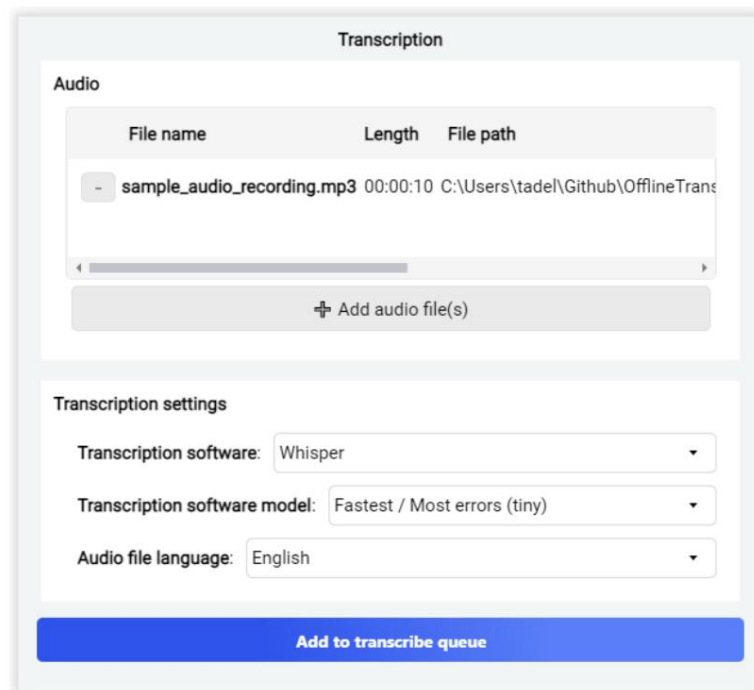 Transcription
Audio
File name Length File path
- sample_audio_recording.mp3 00:00:10 C:\Users\tadel\Github\OfflineTrans
+ Add audio file(s)
Transcription settings
Transcription software: Whisper
Transcription software model: Fastest / Most errors (tiny)
Audio file language: English
Add to transcribe queue